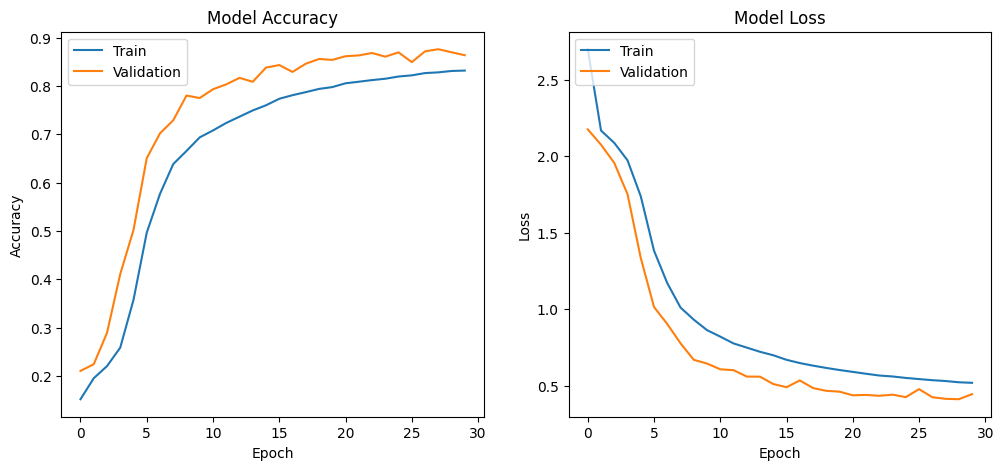 Model Accuracy
Train
Validation
0.9
0.8
0.7
0.6
0.5
0.4
0.3
0.2
Accuracy
0 5 10 15 20 25 30
Epoch
Model Loss
Train
Validation
2.5
2.0
1.5
1.0
0.5
Loss
0 5 10 15 20 25 30
Epoch